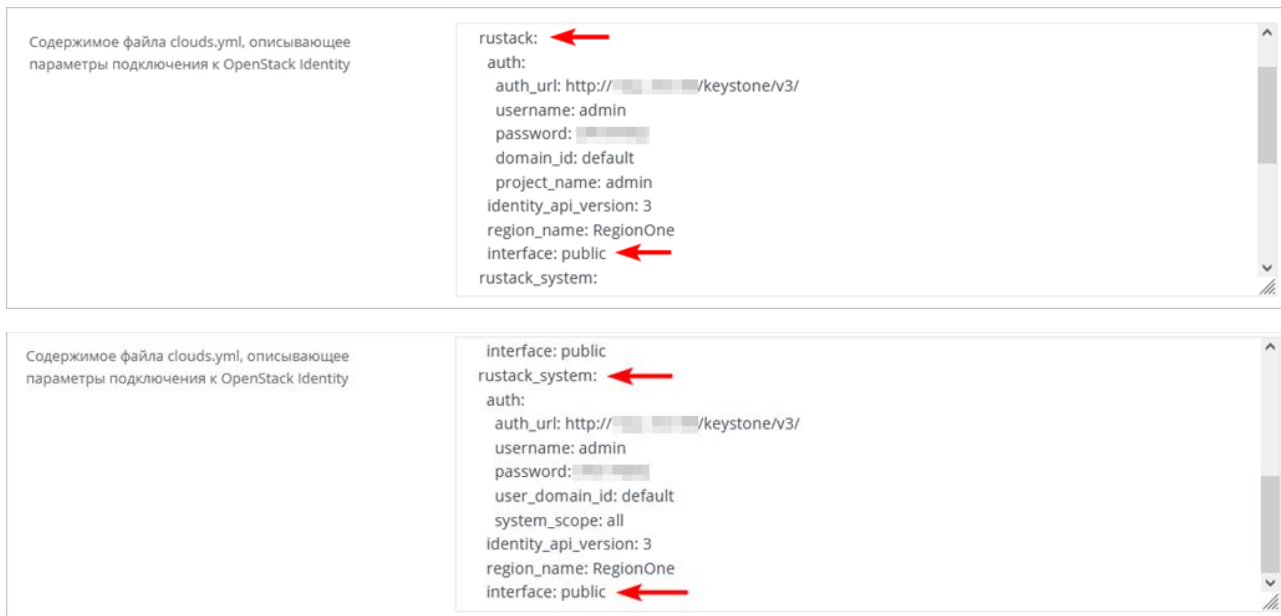 Содержимое файла clouds.yml, описывающее
параметры подключения к OpenStack Identity
rustack:
auth:
auth_url: http:// /keystone/v3/
username: admin
password:
domain_id: default
project_name: admin
identity_api_version: 3
region_name: RegionOne
interface: public
rustack_system:
Содержимое файла clouds.yml, описывающее
параметры подключения к OpenStack Identity
interface: public
rustack_system:
auth:
auth_url: http:// /keystone/v3/
username: admin
password:
user_domain_id: default
system_scope: all
identity_api_version: 3
region_name: RegionOne
interface: public